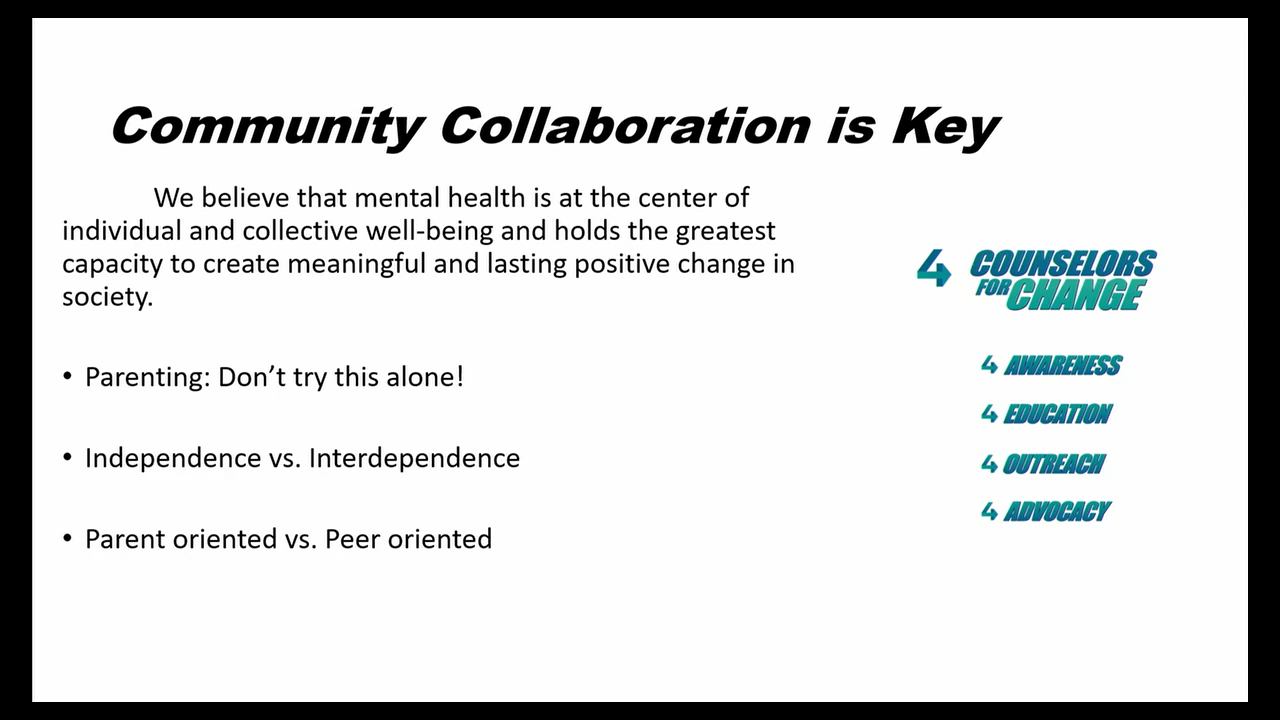 Community Collaboration is Key
We believe that mental health is at the center of
individual and collective well-being and holds the greatest
capacity to create meaningful and lasting positive change in
society.
• Parenting: Don’t try this alone!
• Independence vs. Interdependence
• Parent oriented vs. Peer oriented
4 COUNSELORS
FOR CHANGE
4 AWARENESS
4 EDUCATION
4 OUTREACH
4 ADVOCACY